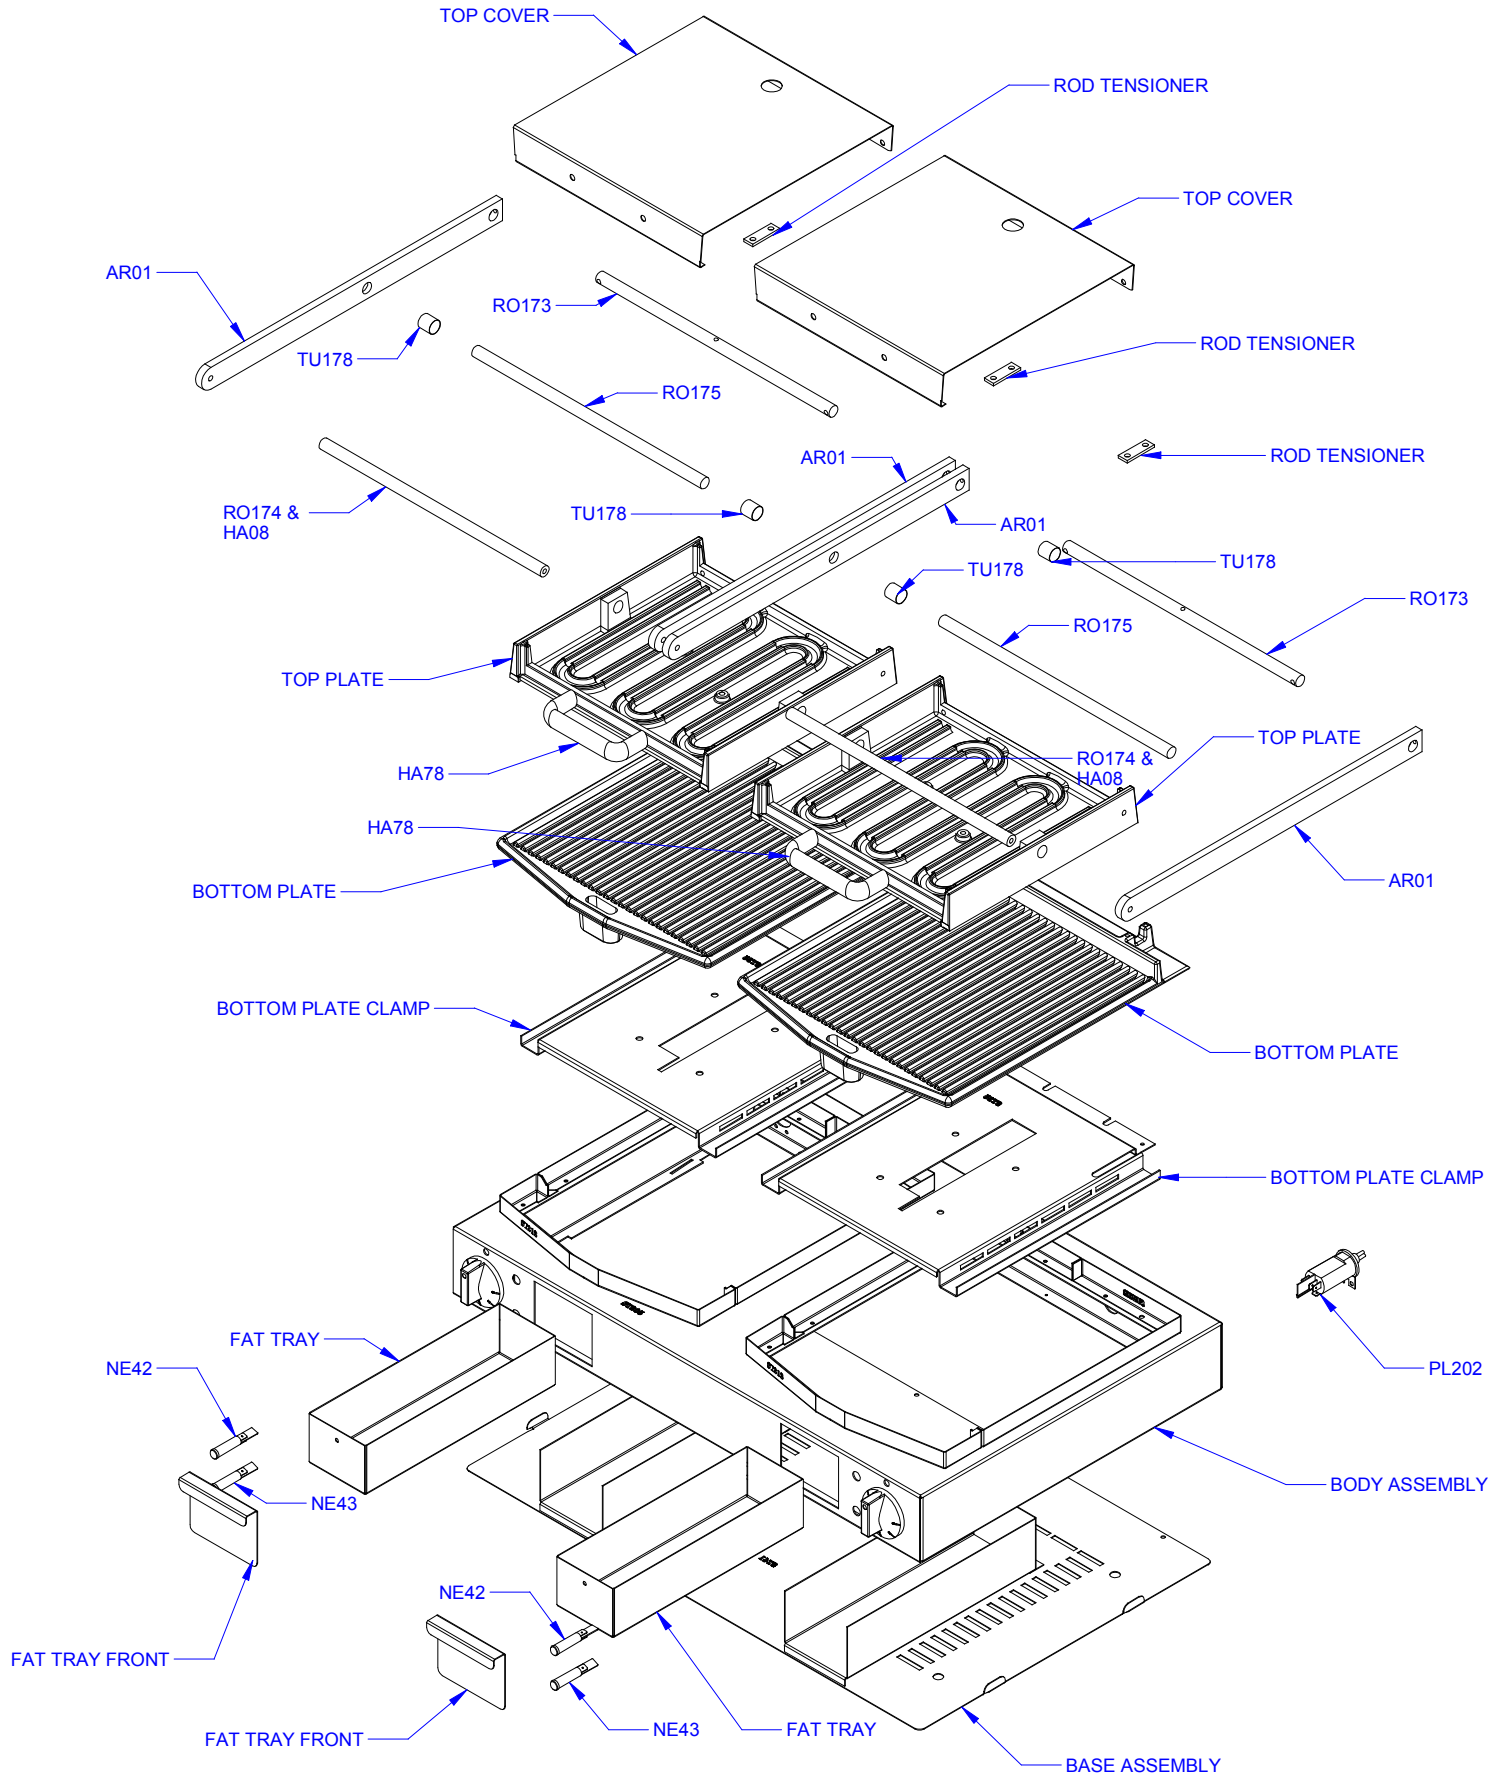 TOP COVER
ROD TENSIONER
TOP COVER
AR01
RO173
TU178
ROD TENSIONER
RO175
AR01
ROD TENSIONER
RO174 &
HA08
TU178
AR01
TU178
TU178
RO173
RO175
TOP PLATE
TOP PLATE
RO174 &
HA08
HA78
HA78
AR01
BOTTOM PLATE
BOTTOM PLATE CLAMP
BOTTOM PLATE
BOTTOM PLATE CLAMP
FAT TRAY
NE42
PL202
BODY ASSEMBLY
NE43
NE42
FAT TRAY FRONT
FAT TRAY FRONT
NE43
FAT TRAY
BASE ASSEMBLY